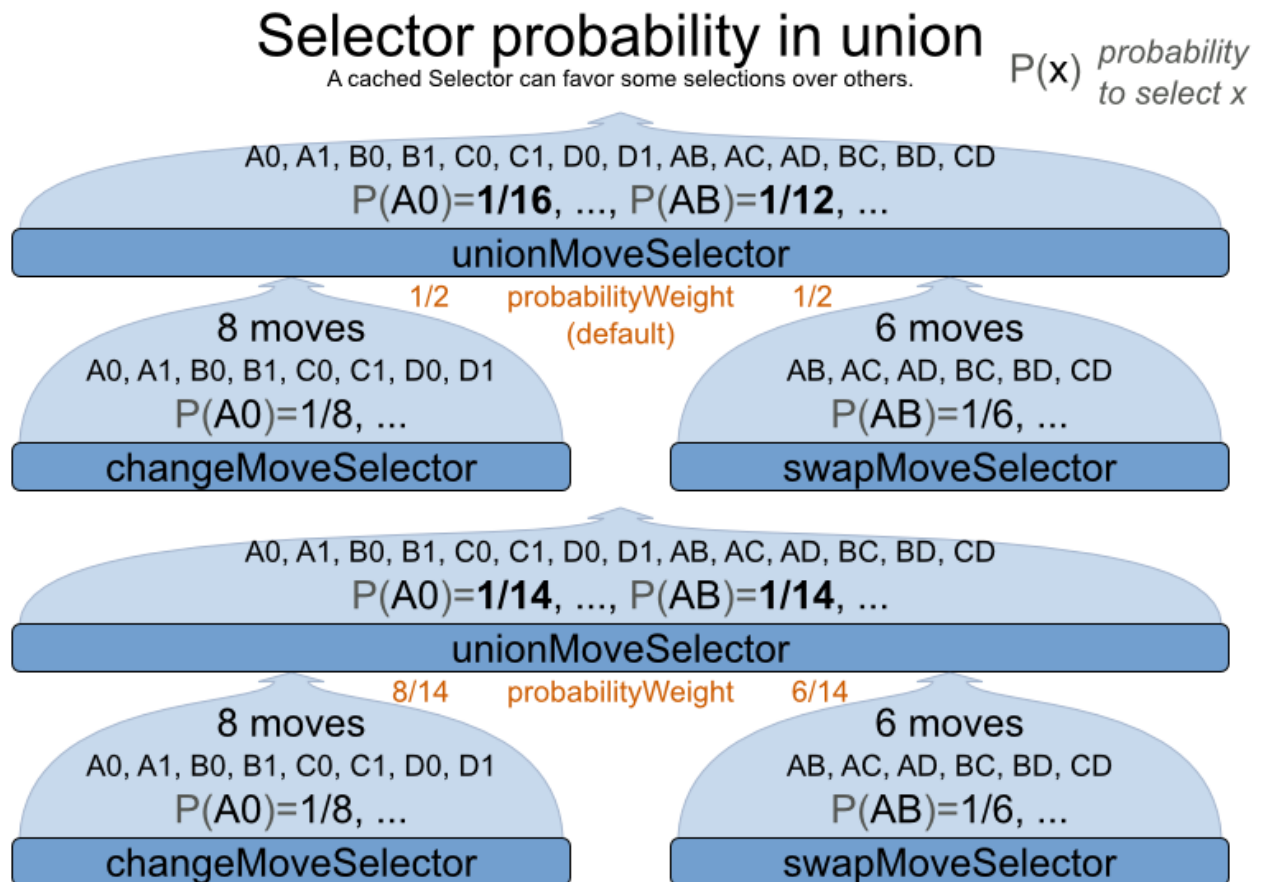 Selector probability in union
A cached Selector can favor some selections over others.
P(x) probability
to select x
A0, A1, B0, B1, C0, C1, D0, D1, AB, AC, AD, BC, BD, CD
P(A0)=1/16, ..., P(AB)=1/12, ...
unionMoveSelector
1/2 probabilityWeight 1/2
(default)
8 moves
A0, A1, B0, B1, C0, C1, D0, D1
P(A0)=1/8, ...
changeMoveSelector
6 moves
AB, AC, AD, BC, BD, CD
P(AB)=1/6, ...
swapMoveSelector
A0, A1, B0, B1, C0, C1, D0, D1, AB, AC, AD, BC, BD, CD
P(A0)=1/14, ..., P(AB)=1/14, ...
unionMoveSelector
8/14 probabilityWeight 6/14
8 moves
A0, A1, B0, B1, C0, C1, D0, D1
P(A0)=1/8, ...
changeMoveSelector
6 moves
AB, AC, AD, BC, BD, CD
P(AB)=1/6, ...
swapMoveSelector